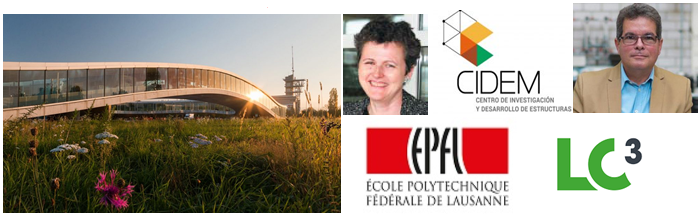 CIDEM
CENTRO DE INVESTIGACIÓN
Y DESARROLLO DE ESTRUCTURAS
EPFL
ÉCOLE POLYTECHNIQUE
FÉDÉRALE DE LAUSANNE
LC3